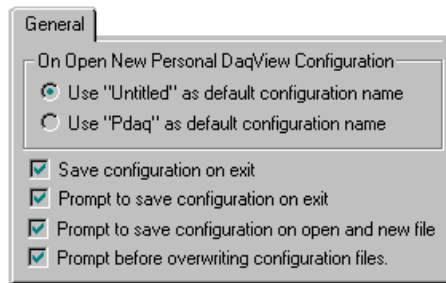 General
On Open New Personal DaqView Configuration
Use "Untitled" as default configuration name
Use "Pdaq" as default configuration name
Save configuration on exit
Prompt to save configuration on exit
Prompt to save configuration on open and new file
Prompt before overwriting configuration files.